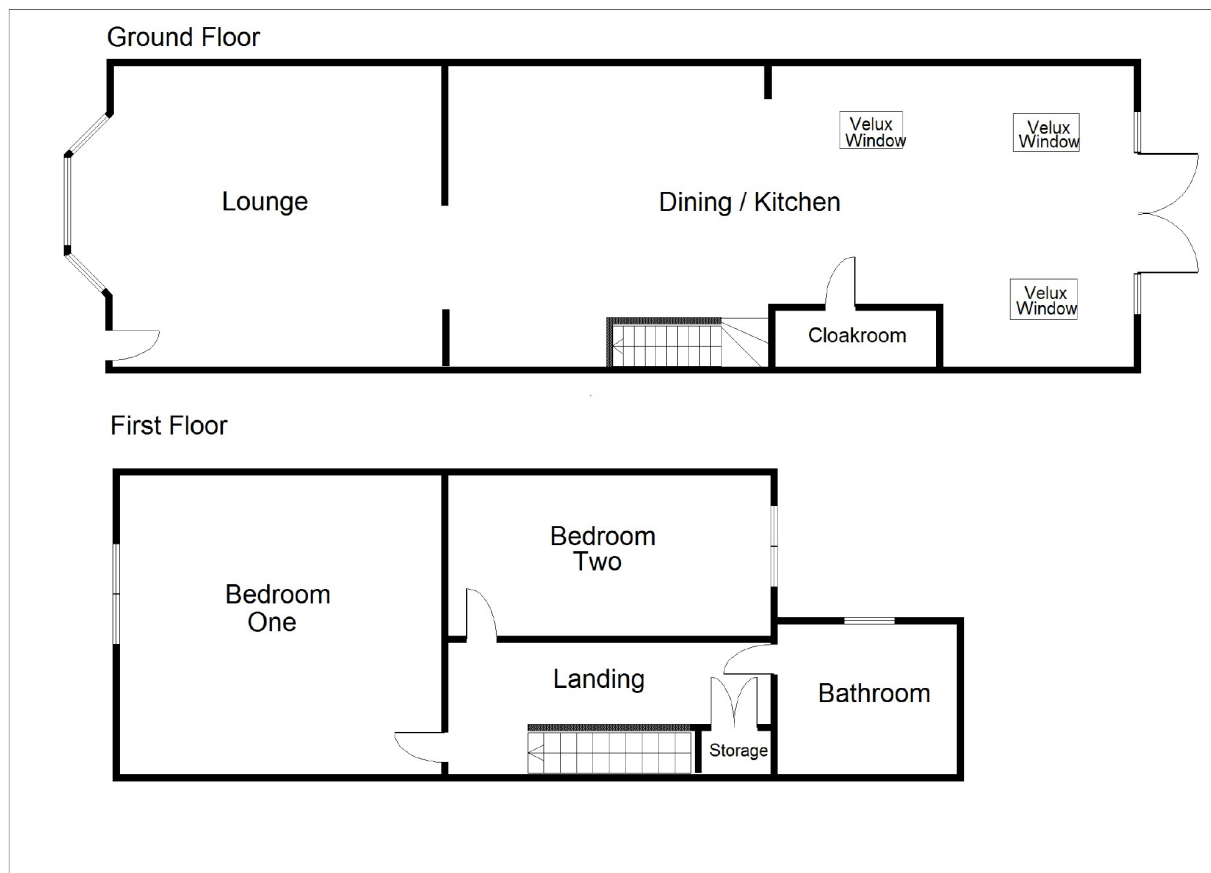 Ground Floor
Velux
Window
Velux
Window
Lounge
Dining / Kitchen
Velux
Window
Cloakroom
First Floor
Bedroom
Two
Bedroom
One
Landing
Bathroom
Storage